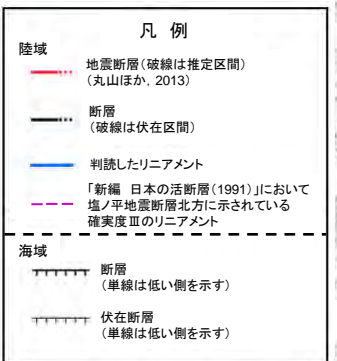 凡 例
陸域
地震断層(破線は推定区間)
(丸山ほか, 2013)
断層
(破線は伏在区間)
判読したリニアメント
「新編 日本の活断層(1991)」において
塩ノ平地震断層北方に示されている
確実度Ⅲのリニアメント
海域
断層
(単線は低い側を示す)
伏在断層
(単線は低い側を示す)